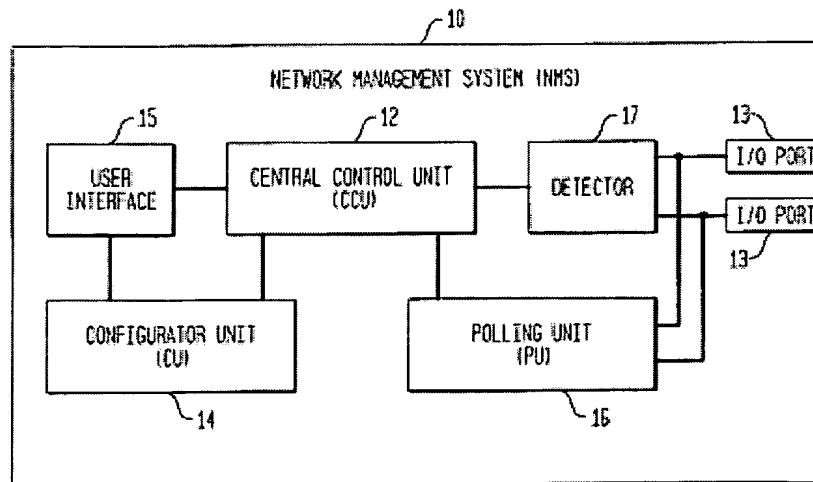 10
NETWORK MANAGEMENT SYSTEM (NMS)
15
12
17
13
USER
INTERFACE
CENTRAL CONTROL UNIT
(CCU)
DETECTOR
I/O PORT
I/O PORT
13
CONFIGURATOR UNIT
(CU)
POLLING UNIT
(PU)
14
16